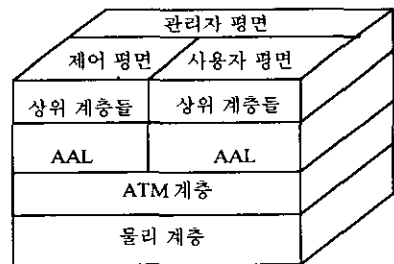 관리자 평면
제어 평면 사용자 평면
상위 계층들 상위 계층들
AAL AAL
ATM 계층
물리 계층